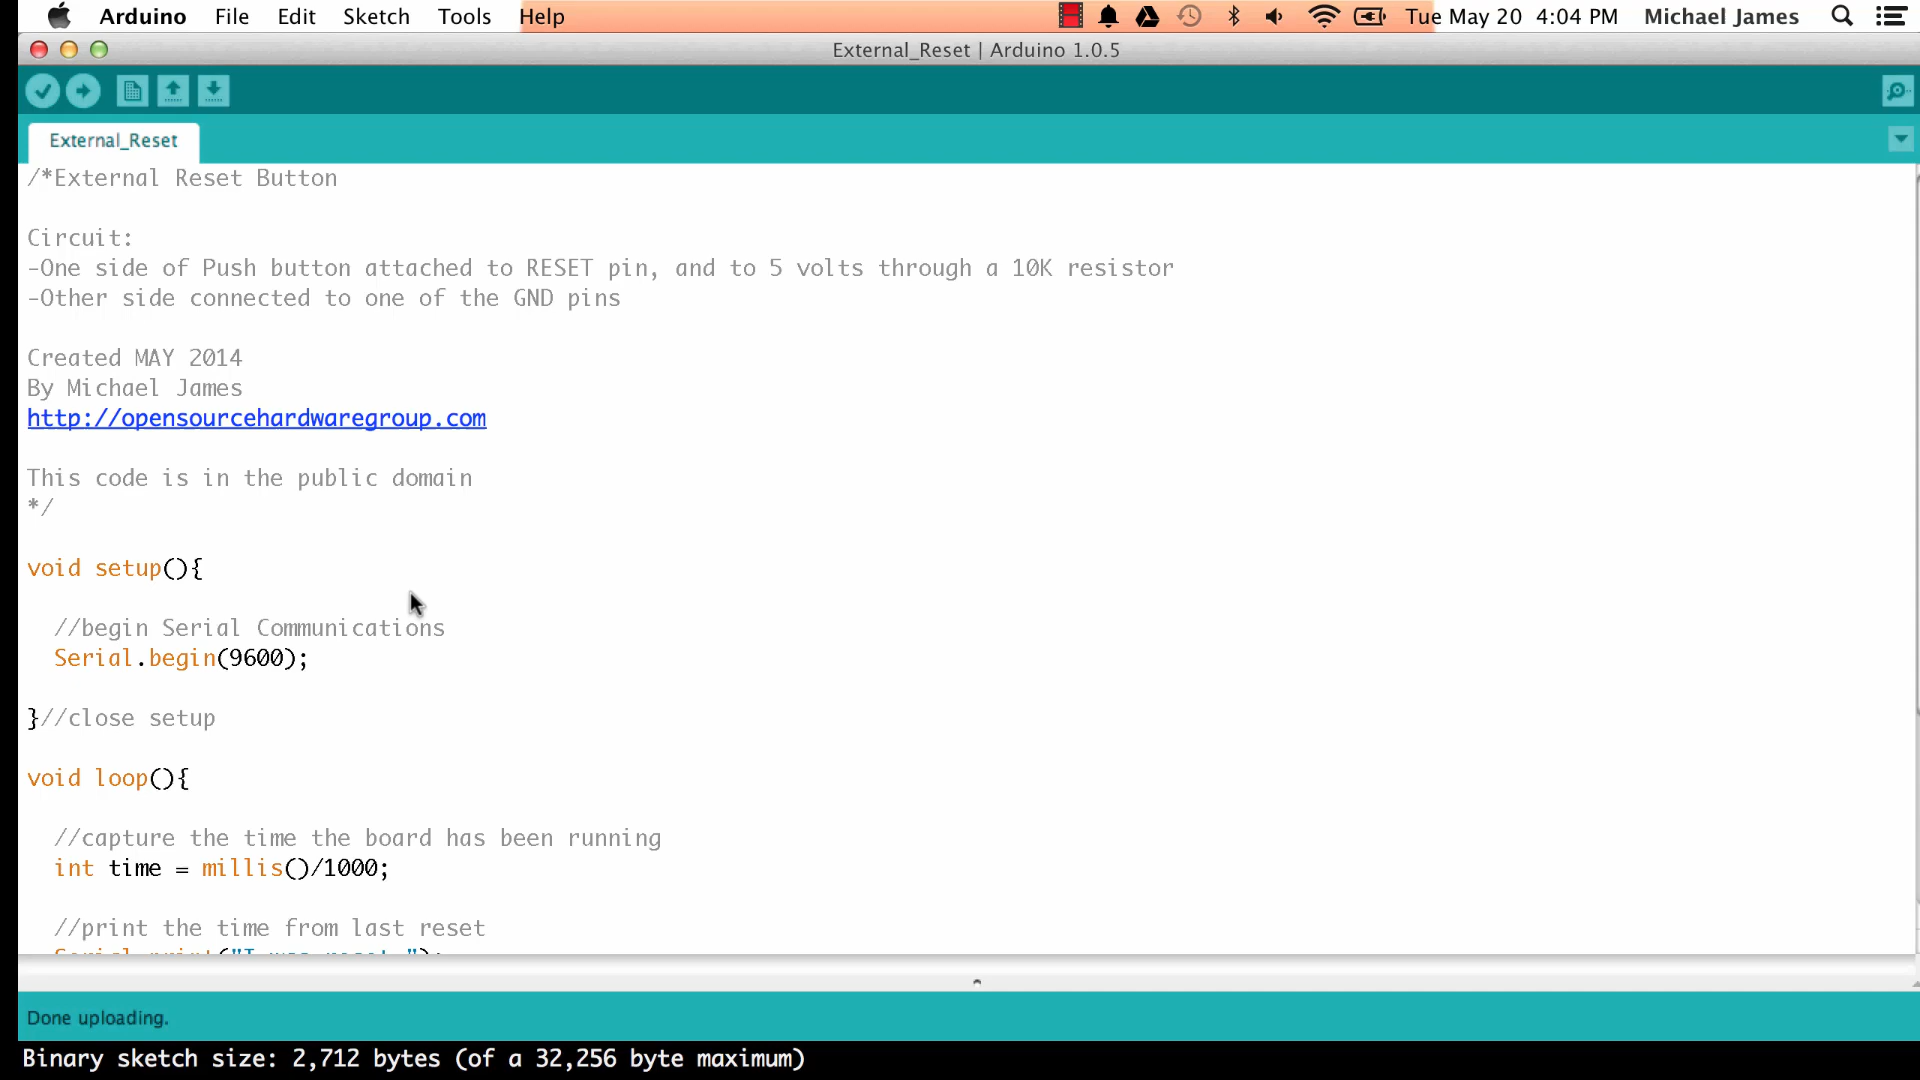 Arduino File Edit Sketch Tools Help Tue May 20 4:04 PM Michael James
External_Reset | Arduino 1.0.5
External_Reset
/*External Reset Button
Circuit:
-One side of Push button attached to RESET pin, and to 5 volts through a 10K resistor
-Other side connected to one of the GND pins
Created MAY 2014
By Michael James
http://opensourcehardwaregroup.com
This code is in the public domain
*/
void setup(){
//begin Serial Communications
Serial.begin(9600);
}//close setup
void loop(){
//capture the time the board has been running
int time = millis()/1000;
//print the time from last reset
Serial.print("I was reset ");
Done uploading.
Binary sketch size: 2,712 bytes (of a 32,256 byte maximum)